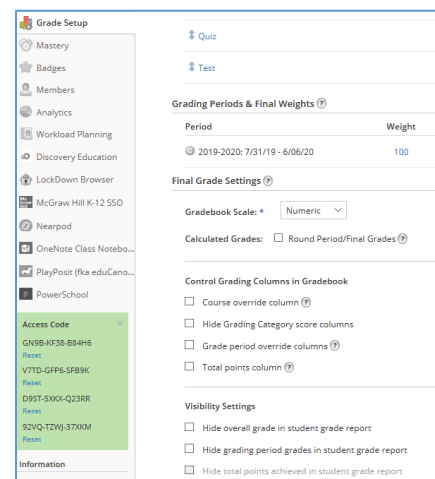 Grade Setup
Mastery
Badges
Members
Analytics
Workload Planning
Discovery Education
LockDown Browser
McGraw Hill K-12 SSO
Nearpod
OneNote Class Notebo...
PlayPosit (fka eduCano...
PowerSchool
Access Code
GN9B-KF38-B84H6
Reset
V7TD-GFP6-SFB9K
Reset
D9ST-5XKX-Q23RR
Reset
92VQ-TZWJ-37XKM
Reset
Information
Quiz
Test
Grading Periods & Final Weights ?
Period Weight
2019-2020: 7/31/19 - 6/06/20 100
Final Grade Settings ?
Gradebook Scale: * Numeric
Calculated Grades: Round Period/Final Grades ?
Control Grading Columns in Gradebook
Course override column ?
Hide Grading Category score columns
Grade period override columns ?
Total points column ?
Visibility Settings
Hide overall grade in student grade report
Hide grading period grades in student grade report
Hide total points achieved in student grade report